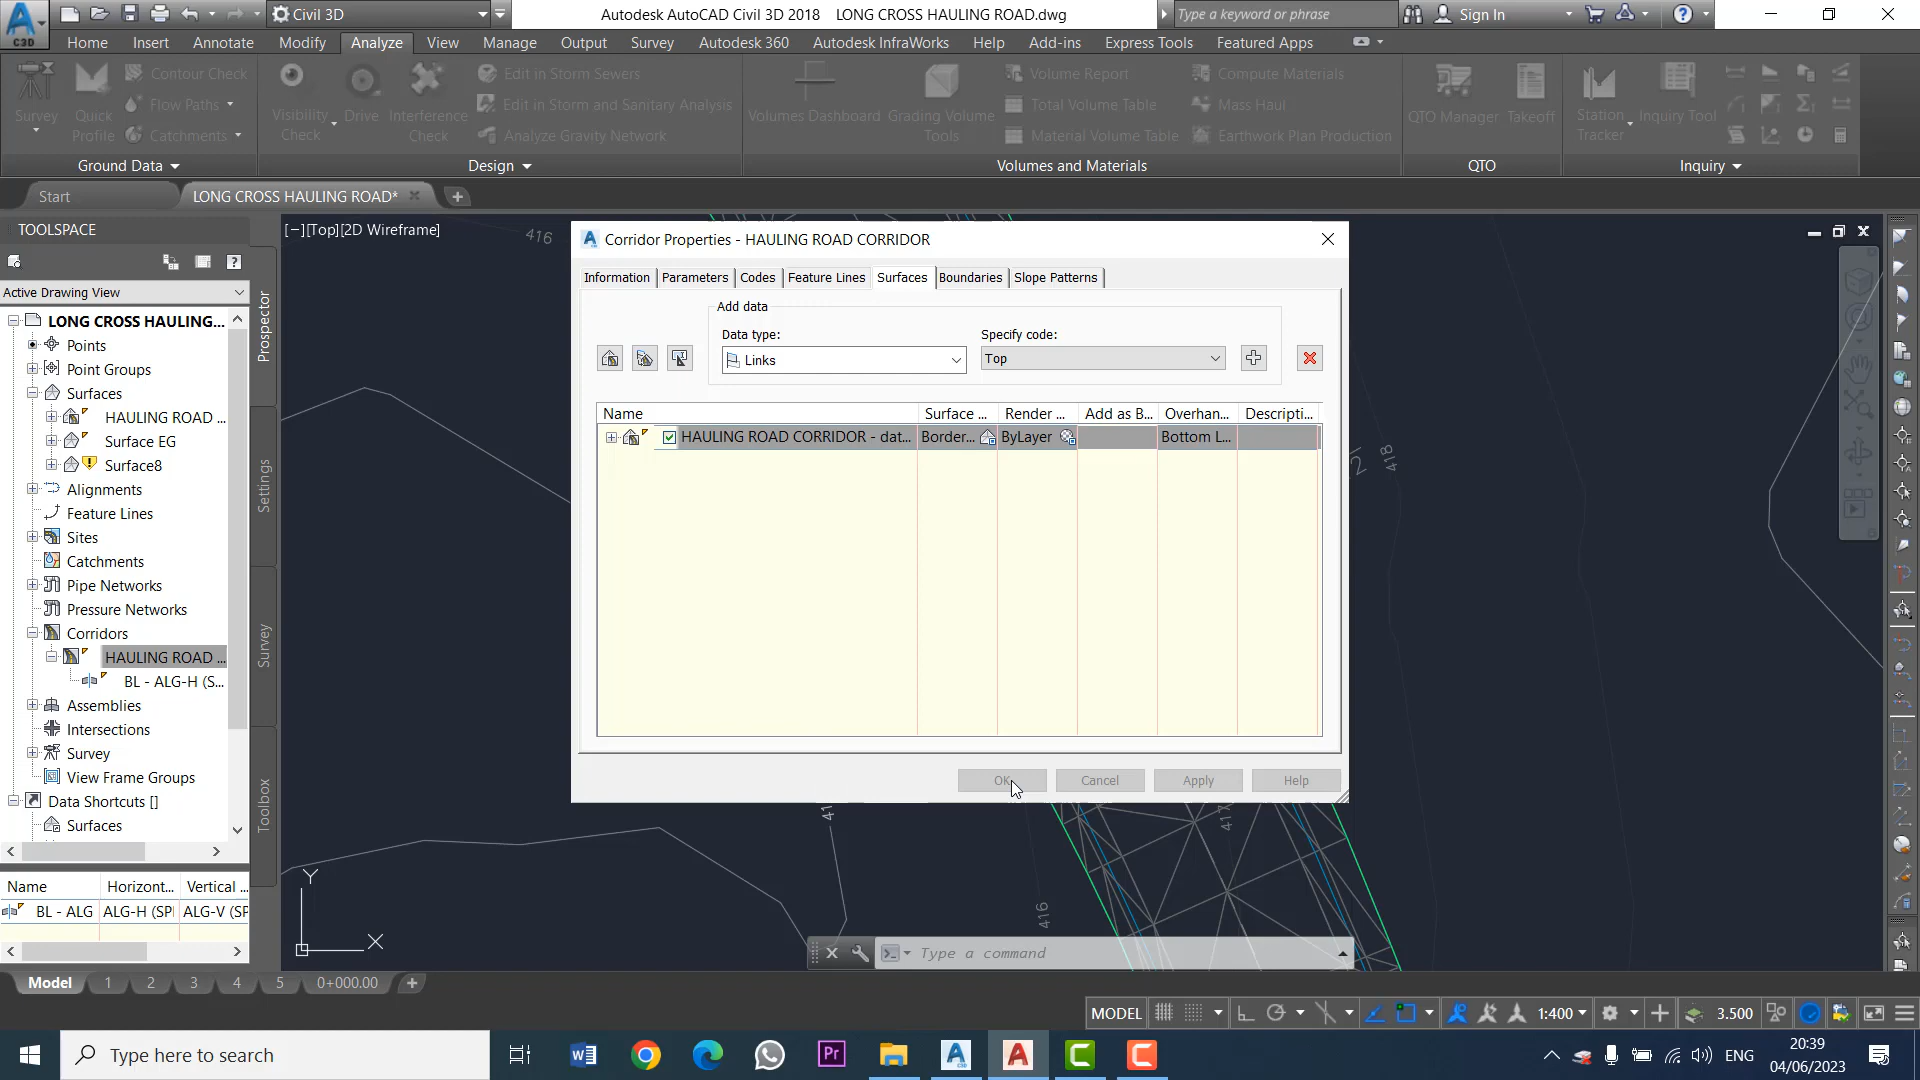 Civil 3D
Autodesk AutoCAD Civil 3D 2018 LONG CROSS HAULING ROAD.dwg
Type a keyword or phrase
Sign In
C3D
Home Insert Annotate Modify Analyze View Manage Output Survey Autodesk 360 Autodesk InfraWorks Help Add-ins Express Tools Featured Apps
Survey
Quick Profile
Contour Check
Flow Paths
Catchments
Visibility Check
Drive
Interference Check
Edit in Storm Sewers
Edit in Storm and Sanitary Analysis
Analyze Gravity Network
Volumes Dashboard
Grading Volume Tools
Volume Report
Total Volume Table
Material Volume Table
Compute Materials
Mass Haul
Earthwork Plan Production
QTO Manager
Takeoff
Station Tracker
Inquiry Tool
Ground Data
Design
Volumes and Materials
QTO
Inquiry
Start
LONG CROSS HAULING ROAD*
TOOLSPACE
Active Drawing View
LONG CROSS HAULING...
Points
Point Groups
Surfaces
HAULING ROAD ...
Surface EG
Surface8
Alignments
Feature Lines
Sites
Catchments
Pipe Networks
Pressure Networks
Corridors
HAULING ROAD ...
BL - ALG-H (S...
Assemblies
Intersections
Survey
View Frame Groups
Data Shortcuts []
Surfaces
Prospector
Settings
Survey
Toolbox
Name Horizont... Vertical ...
BL - ALG ALG-H (SP ALG-V (SP
[−][Top][2D Wireframe]
416
Corridor Properties - HAULING ROAD CORRIDOR
Information Parameters Codes Feature Lines Surfaces Boundaries Slope Patterns
Add data
Data type:
Links
Specify code:
Top
Name Surface ... Render ... Add as B... Overhan... Descripti...
HAULING ROAD CORRIDOR - dat... Border... ByLayer Bottom L...
OK Cancel Apply Help
418
417
416
Y
X
Type a command
Model 1 2 3 4 5 0+000.00
MODEL
1:400
3.500
Type here to search
ENG
20:39
04/06/2023